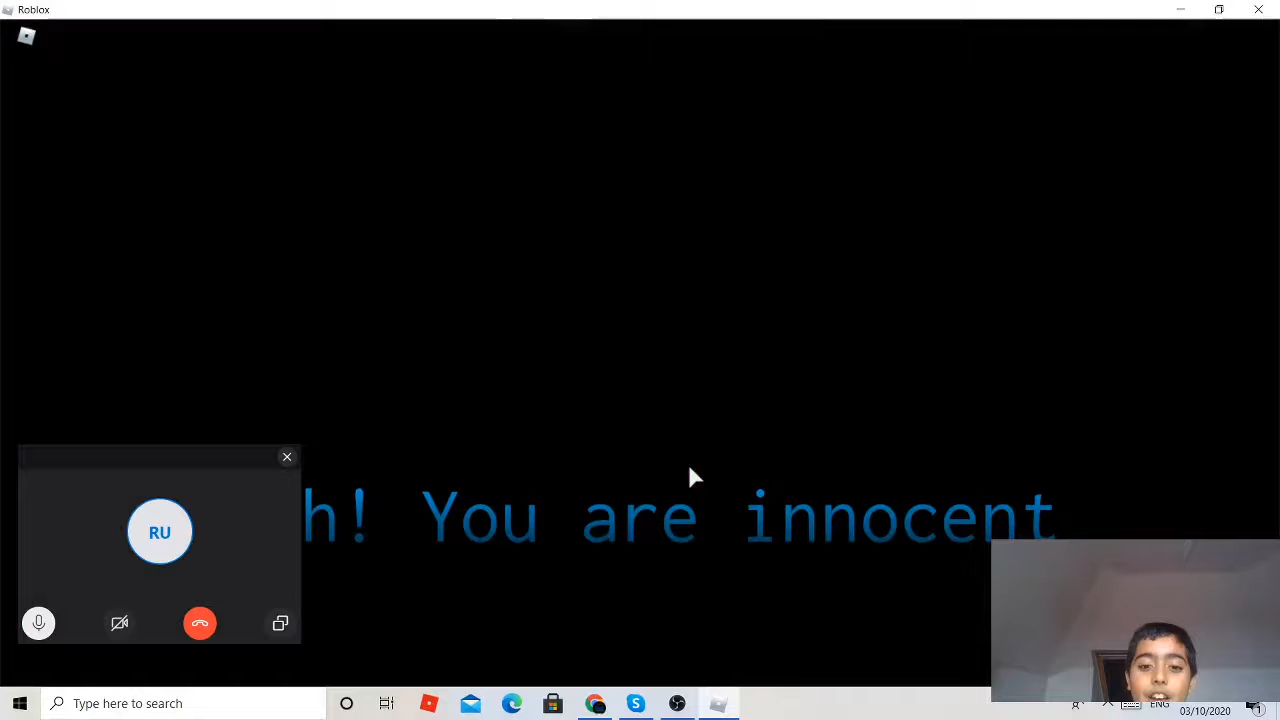 Roblox
h! You are innocent
RU
Type here to search
ENG
03/10/2020